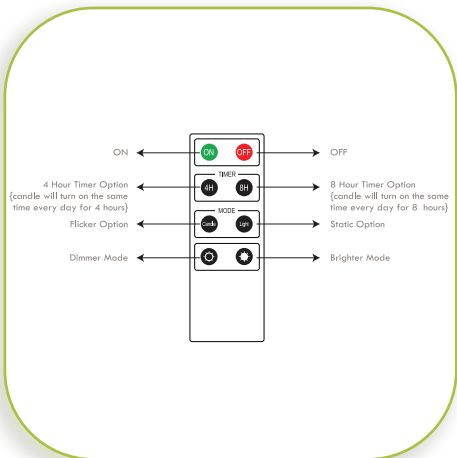 ON
ON
OFF
OFF
TIMER
4 Hour Timer Option
{candle will turn on the same
time every day for 4 hours}
4H
8H
8 Hour Timer Option
{candle will turn on the same
time every day for 8 hours}
MODE
Flicker Option
Candle
Light
Static Option
Dimmer Mode
Brighter Mode